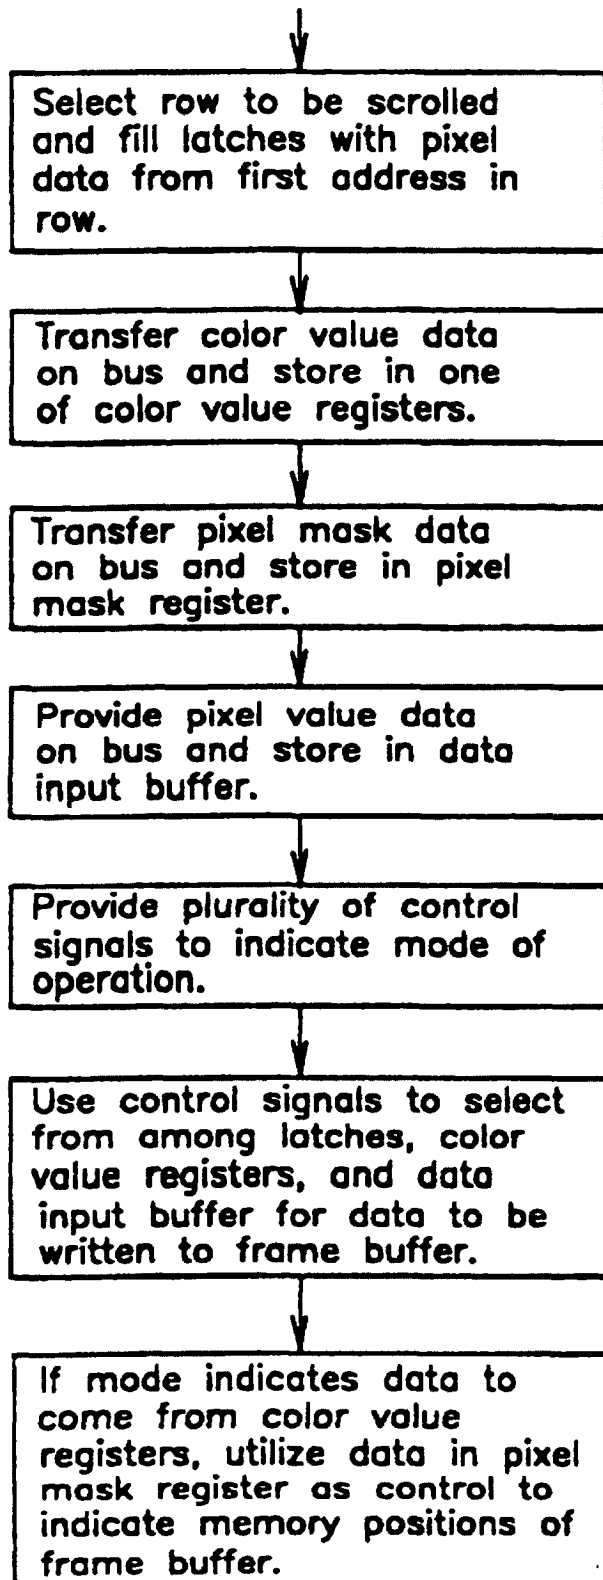 Select row to be scrolled
and fill latches with pixel
data from first address in
row.
Transfer color value data
on bus and store in one
of color value registers.
Transfer pixel mask data
on bus and store in pixel
mask register.
Provide pixel value data
on bus and store in data
input buffer.
Provide plurality of control
signals to indicate mode of
operation.
Use control signals to select
from among latches, color
value registers, and data
input buffer for data to be
written to frame buffer.
If mode indicates data to
come from color value
registers, utilize data in pixel
mask register as control to
indicate memory positions of
frame buffer.